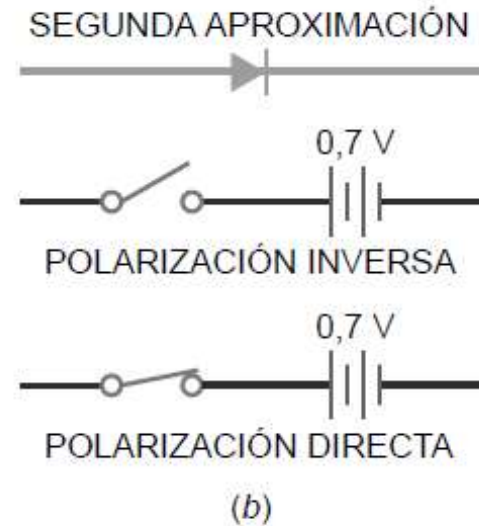 SEGUNDA APROXIMACIÓN
0,7 V
POLARIZACIÓN INVERSA
0,7 V
POLARIZACIÓN DIRECTA
(b)